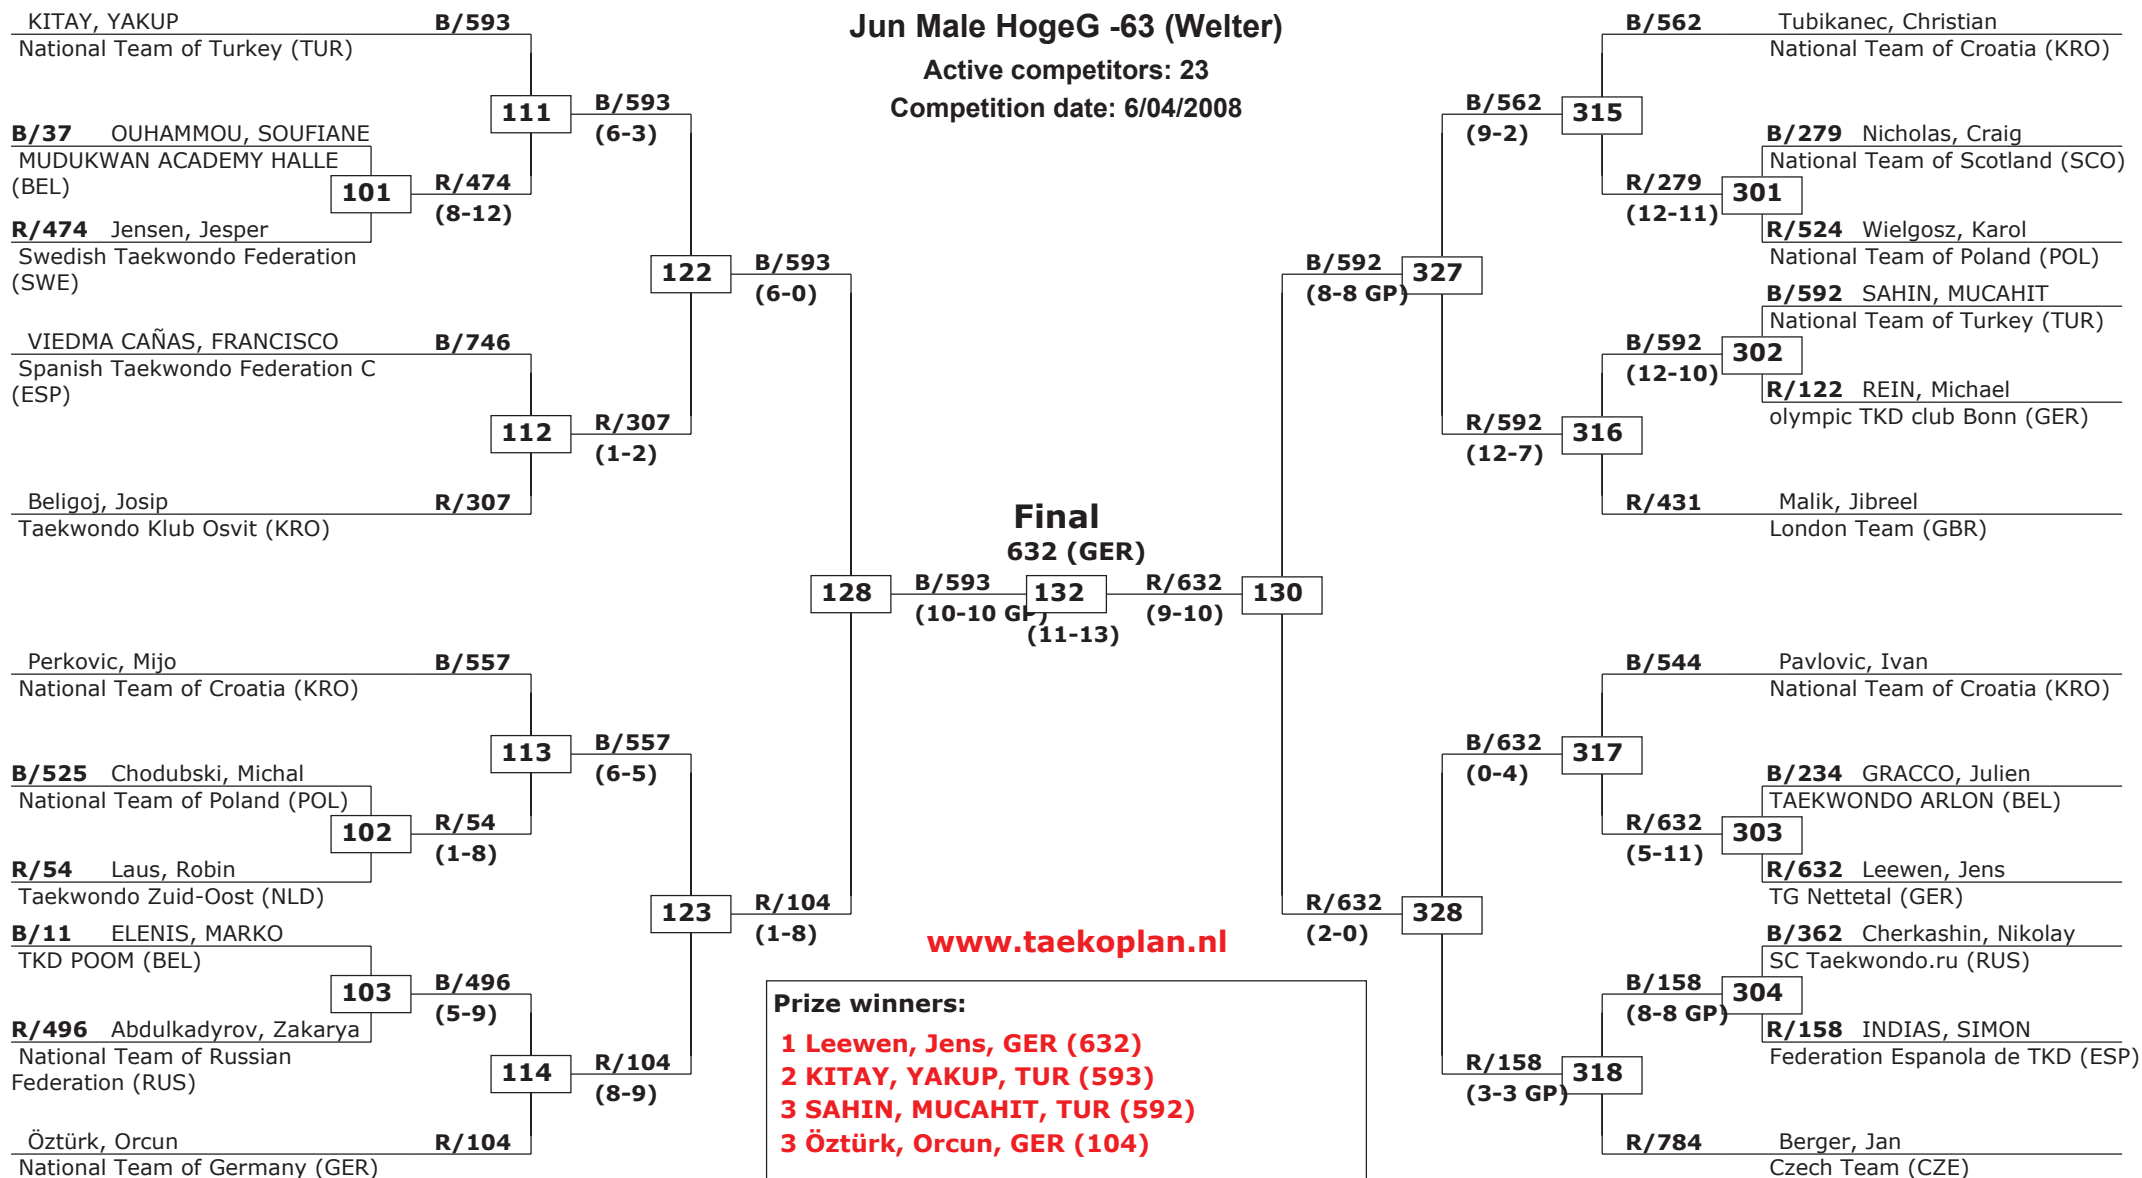 Jun Male HogeG -63 (Welter)
Active competitors: 23
Competition date: 6/04/2008
KITAY, YAKUP B/593
National Team of Turkey (TUR)
111
B/593
(6-3)
B/37 OUHAMMOU, SOUFIANE
MUDUKWAN ACADEMY HALLE
(BEL)
101
R/474
(8-12)
R/474 Jensen, Jesper
Swedish Taekwondo Federation
(SWE)
122
B/593
(6-0)
VIEDMA CAÑAS, FRANCISCO B/746
Spanish Taekwondo Federation C
(ESP)
112
R/307
(1-2)
Beligoj, Josip R/307
Taekwondo Klub Osvit (KRO)
128
B/593
(10-10 GP)
Perkovic, Mijo B/557
National Team of Croatia (KRO)
113
B/557
(6-5)
B/525 Chodubski, Michal
National Team of Poland (POL)
102
R/54
(1-8)
R/54 Laus, Robin
Taekwondo Zuid-Oost (NLD)
123
R/104
(1-8)
B/11 ELENIS, MARKO
TKD POOM (BEL)
103
B/496
(5-9)
R/496 Abdulkadyrov, Zakarya
National Team of Russian
Federation (RUS)
114
R/104
(8-9)
Öztürk, Orcun R/104
National Team of Germany (GER)
Final
632 (GER)
132
(11-13)
R/632
(9-10)
130
B/562 Tubikanec, Christian
National Team of Croatia (KRO)
B/562
(9-2)
315
B/279 Nicholas, Craig
National Team of Scotland (SCO)
R/279
(12-11)
301
R/524 Wielgosz, Karol
National Team of Poland (POL)
B/592
(8-8 GP)
327
B/592 SAHIN, MUCAHIT
National Team of Turkey (TUR)
B/592
(12-10)
302
R/122 REIN, Michael
olympic TKD club Bonn (GER)
R/592
(12-7)
316
R/431 Malik, Jibreel
London Team (GBR)
B/544 Pavlovic, Ivan
National Team of Croatia (KRO)
B/632
(0-4)
317
B/234 GRACCO, Julien
TAEKWONDO ARLON (BEL)
R/632
(5-11)
303
R/632 Leewen, Jens
TG Nettetal (GER)
R/632
(2-0)
328
B/362 Cherkashin, Nikolay
SC Taekwondo.ru (RUS)
B/158
(8-8 GP)
304
R/158 INDIAS, SIMON
Federation Espanola de TKD (ESP)
R/158
(3-3 GP)
318
R/784 Berger, Jan
Czech Team (CZE)
www.taekoplan.nl
Prize winners:
1 Leewen, Jens, GER (632)
2 KITAY, YAKUP, TUR (593)
3 SAHIN, MUCAHIT, TUR (592)
3 Öztürk, Orcun, GER (104)